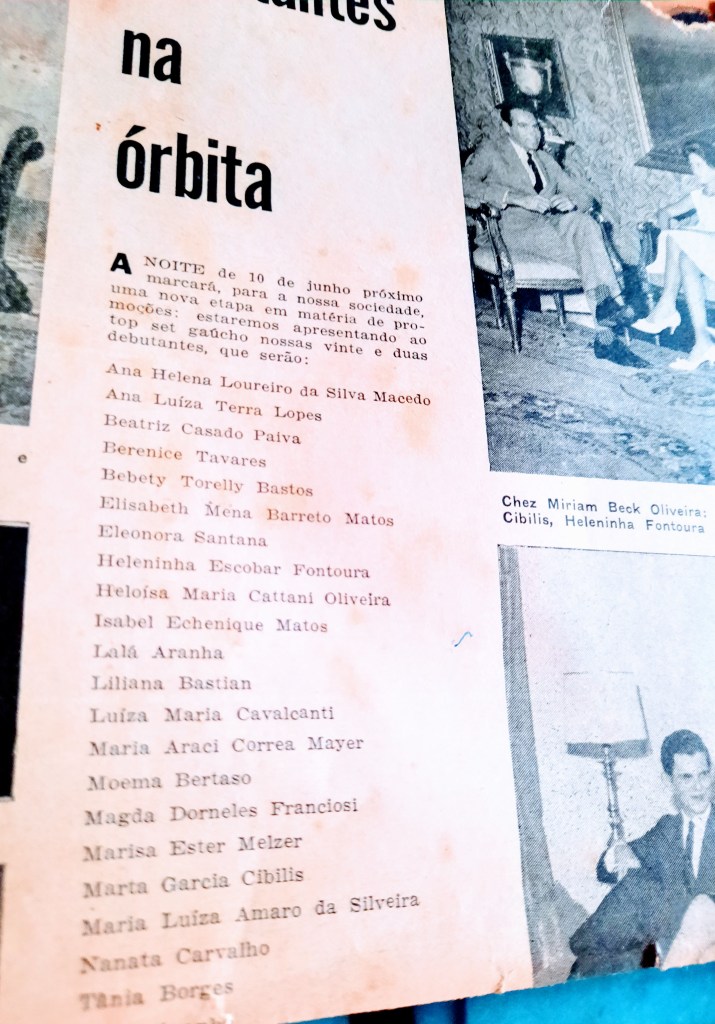 na
órbita
A NOITE de 10 de junho próximo
marcará, para a nossa sociedade,
uma nova etapa em matéria de pro-
moções: estaremos apresentando ao
top set gaúcho nossas vinte e duas
debutantes, que serão:
Ana Helena Loureiro da Silva Macedo
Ana Luíza Terra Lopes
Beatriz Casado Paiva
Berenice Tavares
Bebety Torelly Bastos
Elisabeth Mena Barreto Matos
Eleonora Santana
Heleninha Escobar Fontoura
Heloísa Maria Cattani Oliveira
Isabel Echenique Matos
Lalá Aranha
Liliana Bastian
Luíza Maria Cavalcanti
Maria Araci Correa Mayer
Moema Bertaso
Magda Dorneles Franciosi
Marisa Ester Melzer
Marta Garcia Cibilis
Maria Luíza Amaro da Silveira
Nanata Carvalho
Tânia Borges
e
Chez Miriam Beck Oliveira:
Cibilis, Heleninha Fontoura